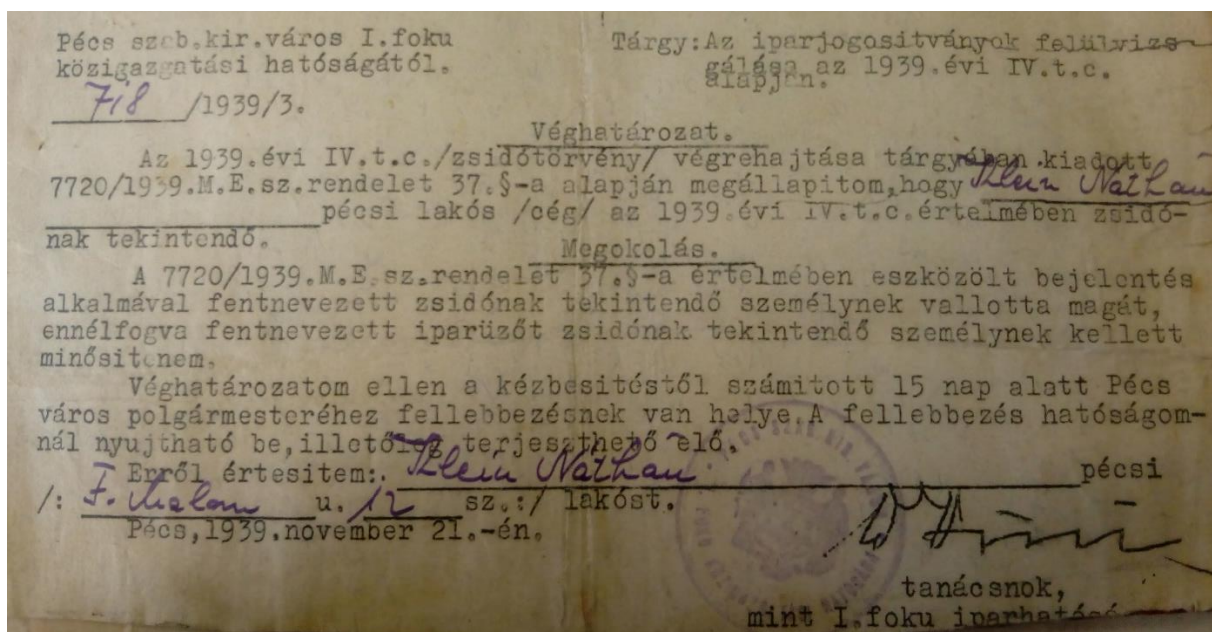 Pécs szab.kir.város I.foku
közigazgatási hatóságától.
718 /1939/3.
Tárgy: Az iparjogositványok felülvizs-
gálása az 1939.évi IV.t.c.
alapján.
Véghatározat.
Az 1939.évi IV.t.c./zsidótörvény/ végrehajtása tárgyában kiadott
7720/1939.M.E.sz.rendelet 37.§-a alapján megállapitom,hogy Klein Náthán
pécsi lakós /cég/ az 1939.évi IV.t.c.értelmében zsidó-
nak tekintendő.
Megokolás.
A 7720/1939.M.E.sz.rendelet 37.§-a értelmében eszközölt bejelentés
alkalmával fentnevezett zsidónak tekintendő személynek vallotta magát,
ennélfogva fentnevezett iparüzőt zsidónak tekintendő személynek kellett
minősitenem.
Véghatározatom ellen a kézbesitéstől számitott 15 nap alatt Pécs
város polgármesteréhez fellebbezésnek van helye.A fellebbezés hatóságom-
nál nyujtható be,illetőleg terjeszthető elő.
Erről értesitem: Klein Náthán pécsi
/: F. Malom u. 12 sz.:/ lakóst.
Pécs,1939.november 21.-én.
tanácsnok,
mint I.foku iparhatóság